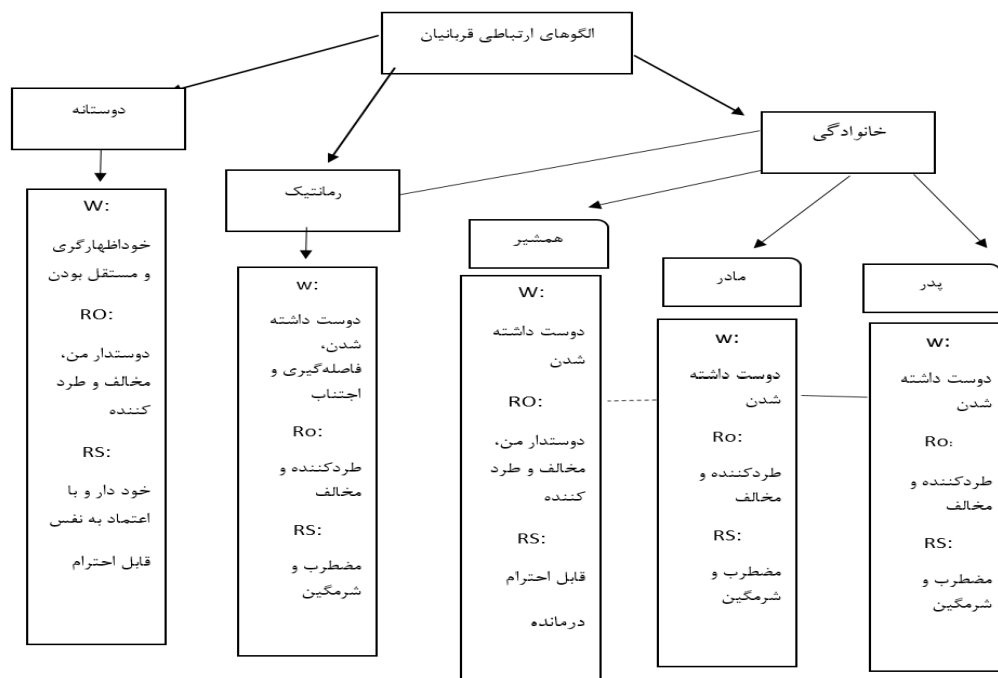 الگوهای ارتباطی قربانیان
خانوادگی
دوستانه
رمانتیک
همشیر
مادر
پدر
w:
دوست داشته
شدن
Ro:
طردکننده و
مخالف
RS:
مضطرب و
شرمگین
w:
دوست داشته
شدن
Ro:
طردکننده و
مخالف
RS:
مضطرب و
شرمگین
W:
دوست داشته
شدن
RO:
دوستدار من،
مخالف و طرد
کننده
RS:
قابل احترام
درمانده
w:
دوست داشته
شدن،
فاصله‌گیری و
اجتناب
Ro:
طردکننده و
مخالف
RS:
مضطرب و
شرمگین
W:
خوداظهارگری
و مستقل بودن
RO:
دوستدار من،
مخالف و طرد
کننده
RS:
خود دار و با
اعتماد به نفس
قابل احترام